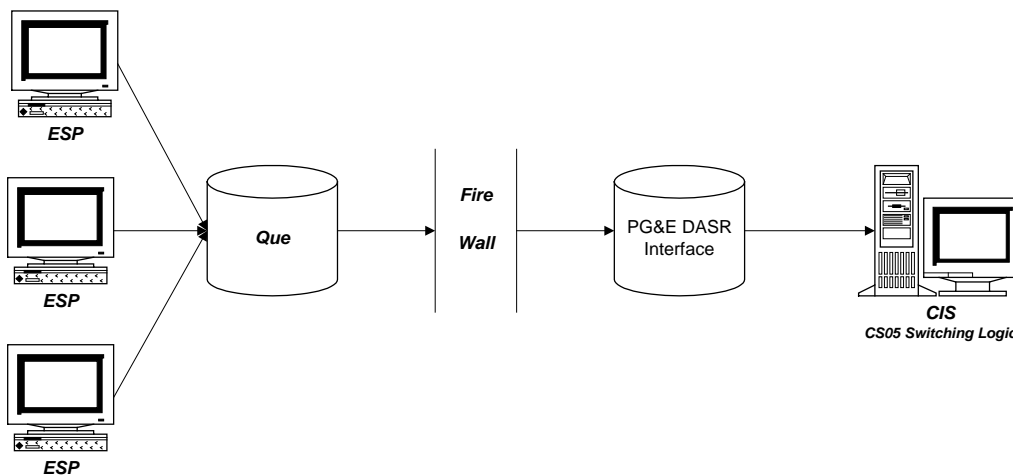 ESP
ESP
ESP
Que
Fire
Wall
PG&E DASR
Interface
CIS
CS05 Switching Logic